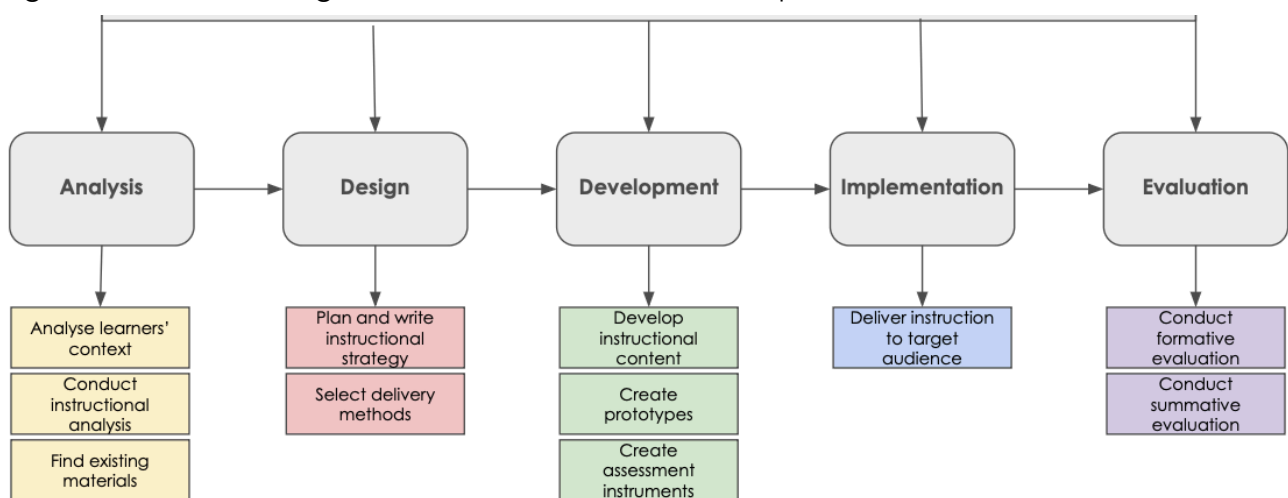 Analysis
Design
Development
Implementation
Evaluation
Analyse learners'
context
Conduct
instructional
analysis
Find existing
materials
Plan and write
instructional
strategy
Select delivery
methods
Develop
instructional
content
Create
prototypes
Create
assessment
instruments
Deliver instruction
to target
audience
Conduct
formative
evaluation
Conduct
summative
evaluation